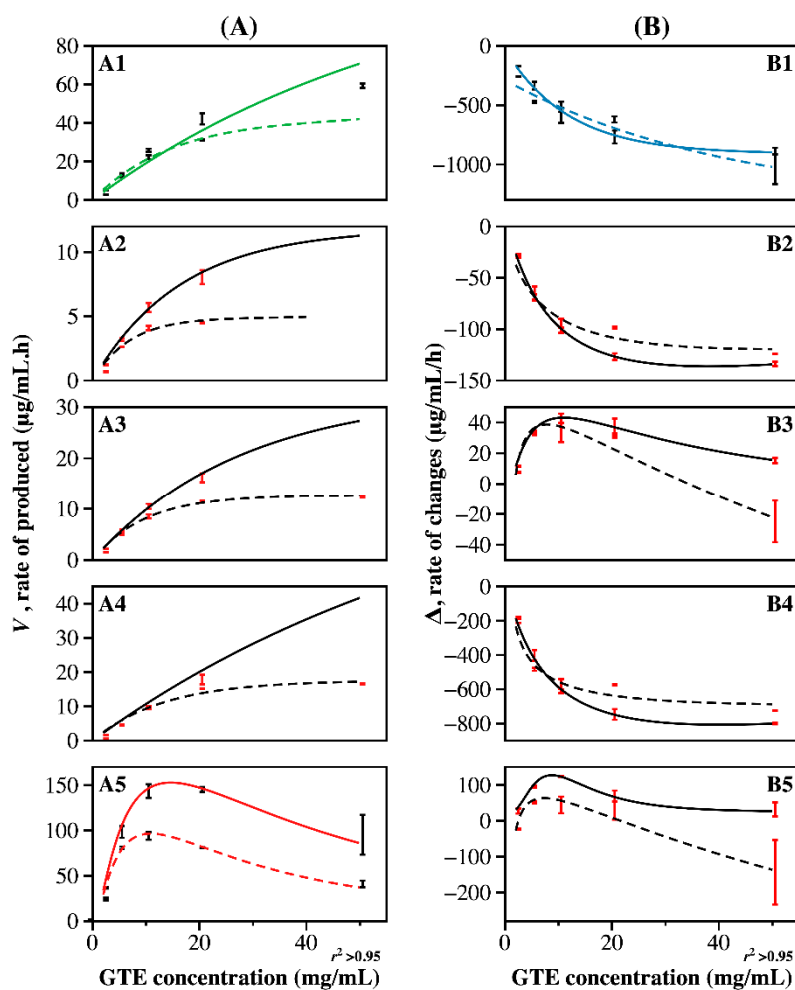 (A)
(B)
V, rate of produced (µg/mL.h)
Δ, rate of changes (µg/mL/h)
A1
80
60
40
20
0
B1
0
−500
−1000
A2
10
5
0
B2
0
−50
−100
−150
A3
30
20
10
0
B3
40
20
0
−20
−40
A4
40
30
20
10
0
B4
0
−200
−400
−600
−800
A5
150
100
50
0
B5
100
0
−100
−200
0 20 40
r² >0.95
GTE concentration (mg/mL)
0 20 40
r² >0.95
GTE concentration (mg/mL)